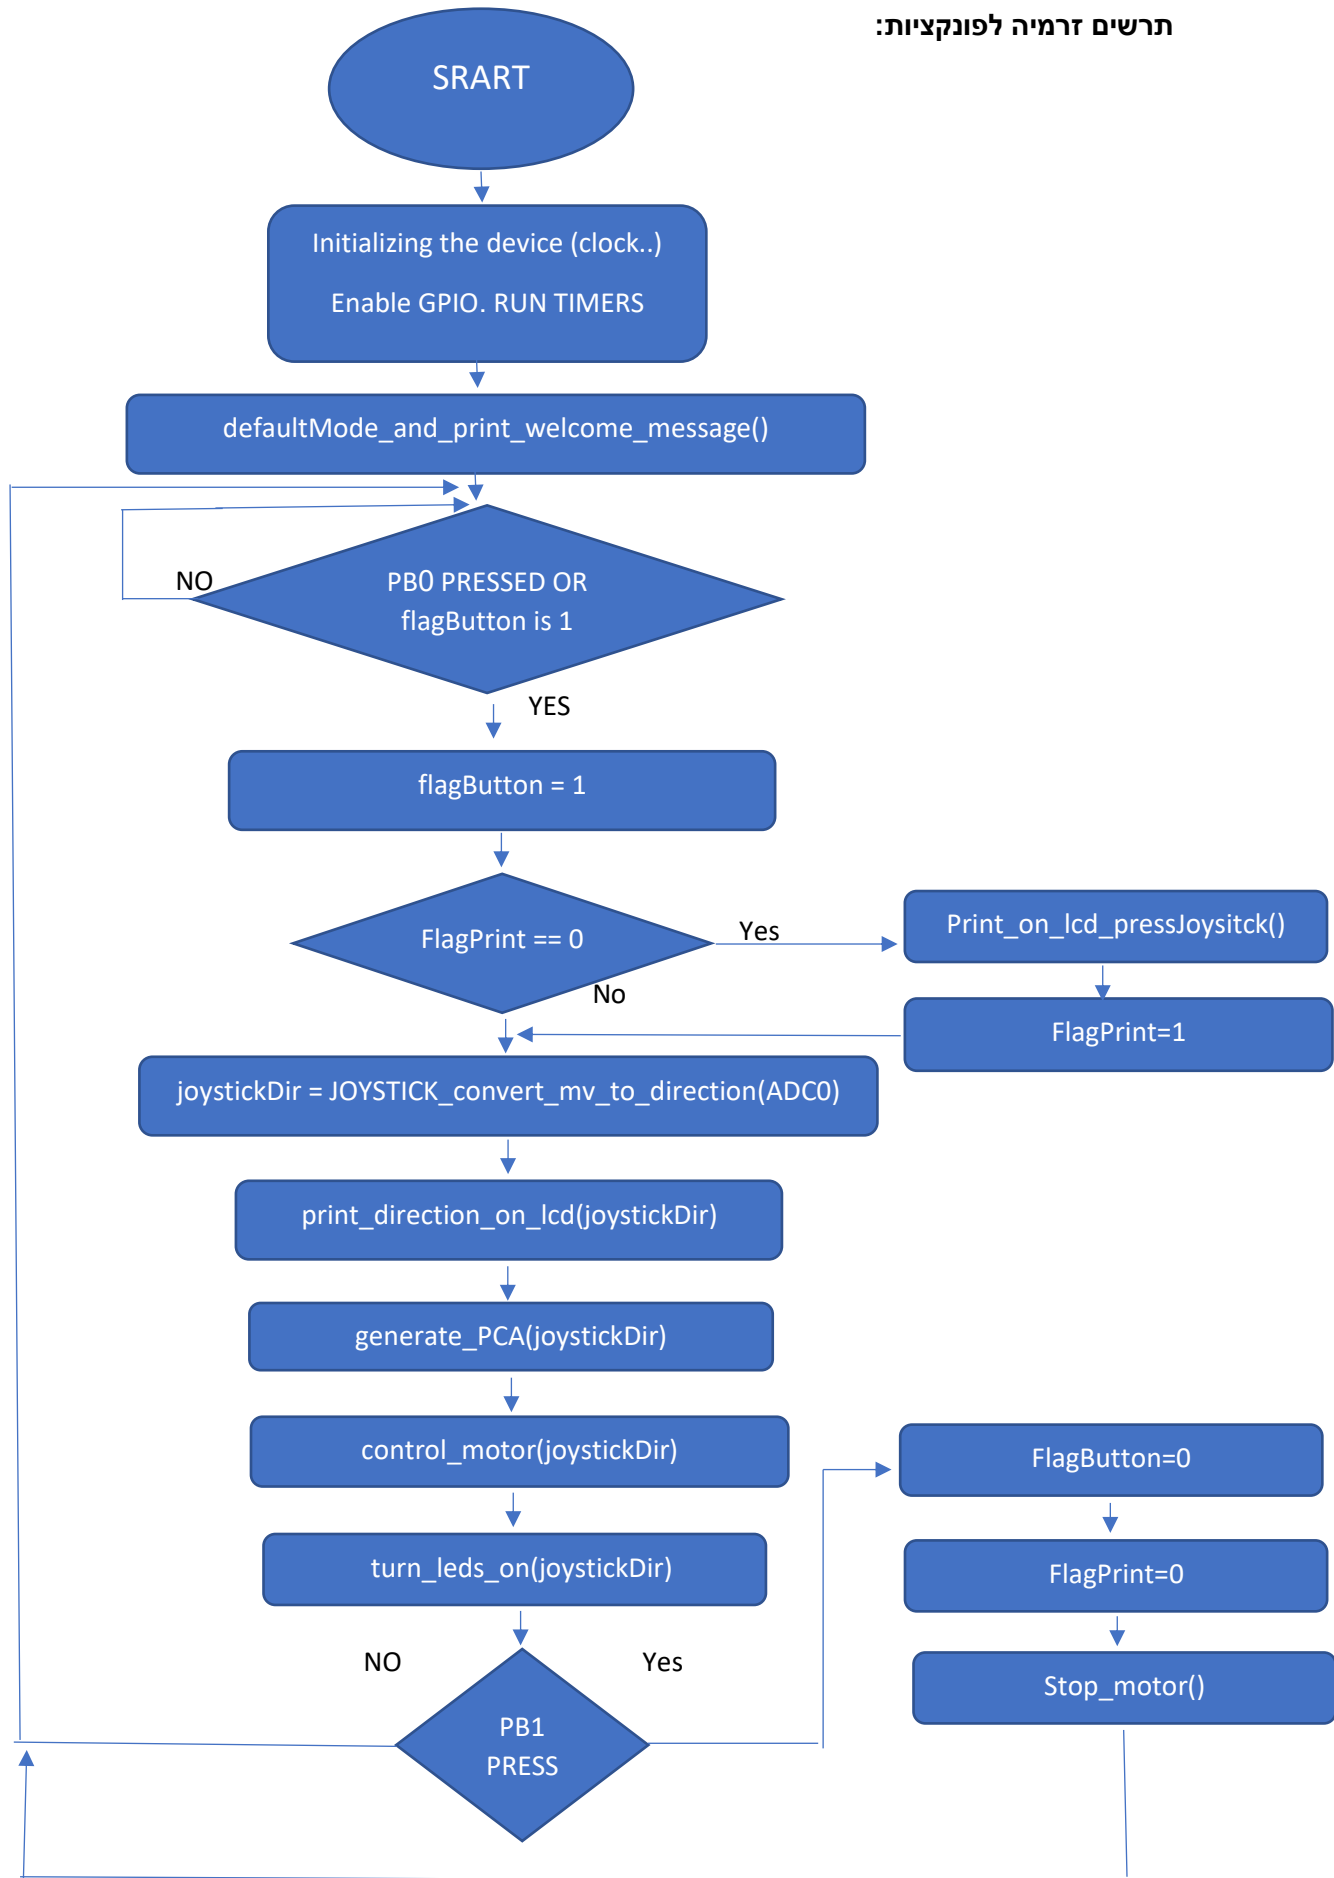 תרשים זרמיה לפונקציות:
SRART
Initializing the device (clock..)
Enable GPIO. RUN TIMERS
defaultMode_and_print_welcome_message()
NO
PB0 PRESSED OR
flagButton is 1
YES
flagButton = 1
FlagPrint == 0
Yes
Print_on_lcd_pressJoysitck()
No
FlagPrint=1
joystickDir = JOYSTICK_convert_mv_to_direction(ADC0)
print_direction_on_lcd(joystickDir)
generate_PCA(joystickDir)
control_motor(joystickDir)
FlagButton=0
turn_leds_on(joystickDir)
FlagPrint=0
NO
Yes
Stop_motor()
PB1
PRESS